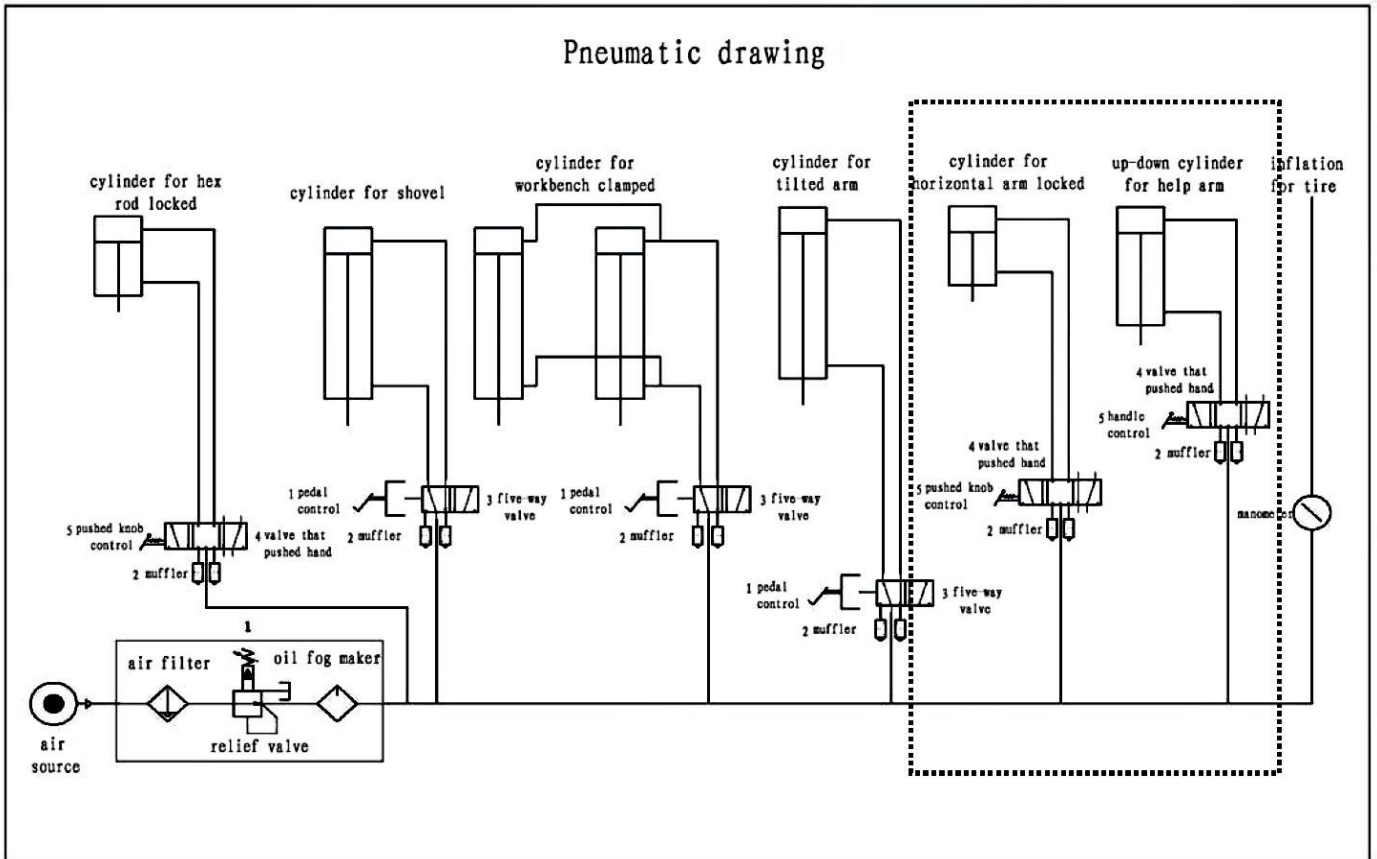 Pneumatic drawing
cylinder for hex
rod locked
cylinder for shovel
cylinder for
workbench clamped
cylinder for
tilted arm
cylinder for
horizontal arm locked
up-down cylinder
for help arm
inflation
for tire
5 pushed knob
control
2 muffler
4 valve that
pushed hand
1 pedal
control
2 muffler
3 five-way
valve
1 pedal
control
2 muffler
3 five-way
valve
1 pedal
control
2 muffler
3 five-way
valve
4 valve that
pushed hand
5 pushed knob
control
2 muffler
4 valve that
pushed hand
5 handle
control
2 muffler
manometer
1
air filter
oil fog maker
relief valve
air
source